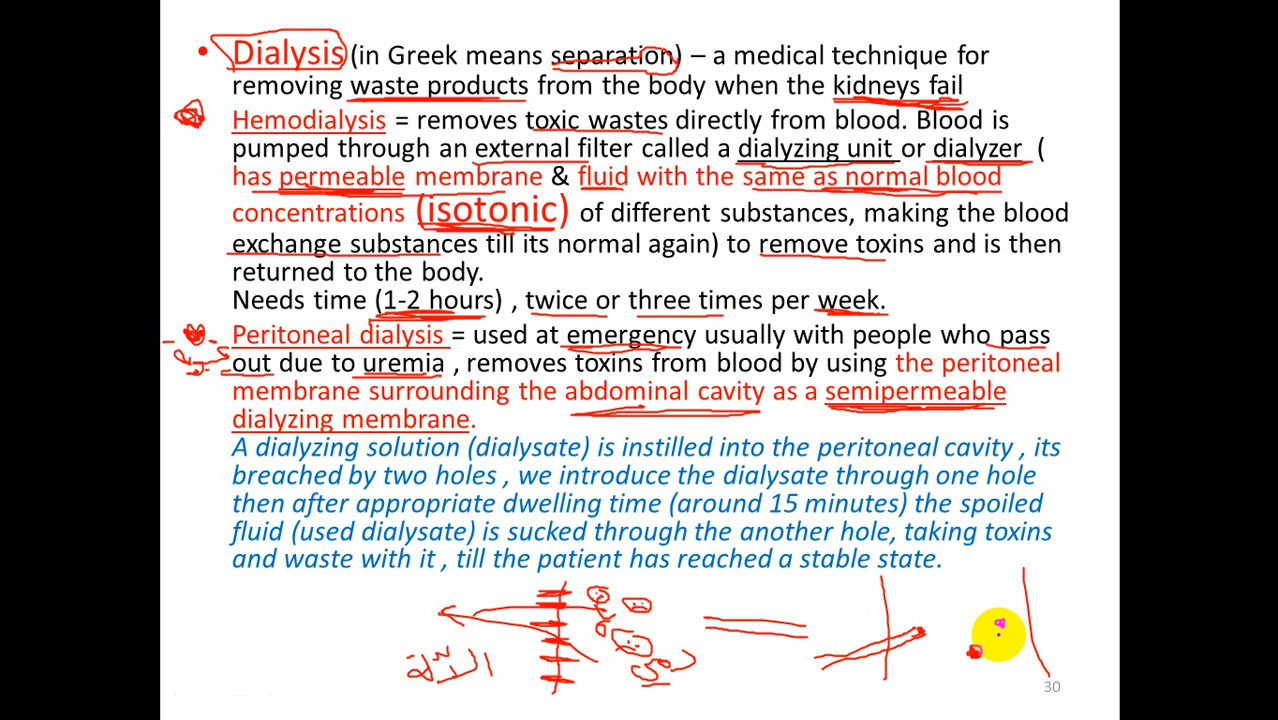 • Dialysis (in Greek means separation) – a medical technique for
removing waste products from the body when the kidneys fail
Hemodialysis = removes toxic wastes directly from blood. Blood is
pumped through an external filter called a dialyzing unit or dialyzer (
has permeable membrane & fluid with the same as normal blood
concentrations (isotonic) of different substances, making the blood
exchange substances till its normal again) to remove toxins and is then
returned to the body.
Needs time (1-2 hours) , twice or three times per week.
Peritoneal dialysis = used at emergency usually with people who pass
out due to uremia , removes toxins from blood by using the peritoneal
membrane surrounding the abdominal cavity as a semipermeable
dialyzing membrane.
A dialyzing solution (dialysate) is instilled into the peritoneal cavity , its
breached by two holes , we introduce the dialysate through one hole
then after appropriate dwelling time (around 15 minutes) the spoiled
fluid (used dialysate) is sucked through the another hole, taking toxins
and waste with it , till the patient has reached a stable state.
30